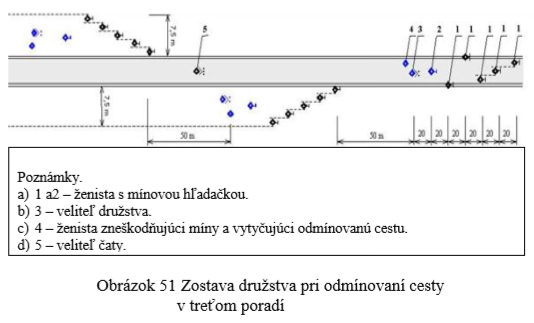 4 3 2 1 1 1 1 1
5
7,5 m
7,5 m
50 m 50 m 20 20 20 20 20 20
Poznámky.
a) 1 a2 – ženista s mínovou hľadačkou.
b) 3 – veliteľ družstva.
c) 4 – ženista zneškodňujúci míny a vytyčujúci odmínovanú cestu.
d) 5 – veliteľ čaty.
Obrázok 51 Zostava družstva pri odmínovaní cesty
v treťom poradí